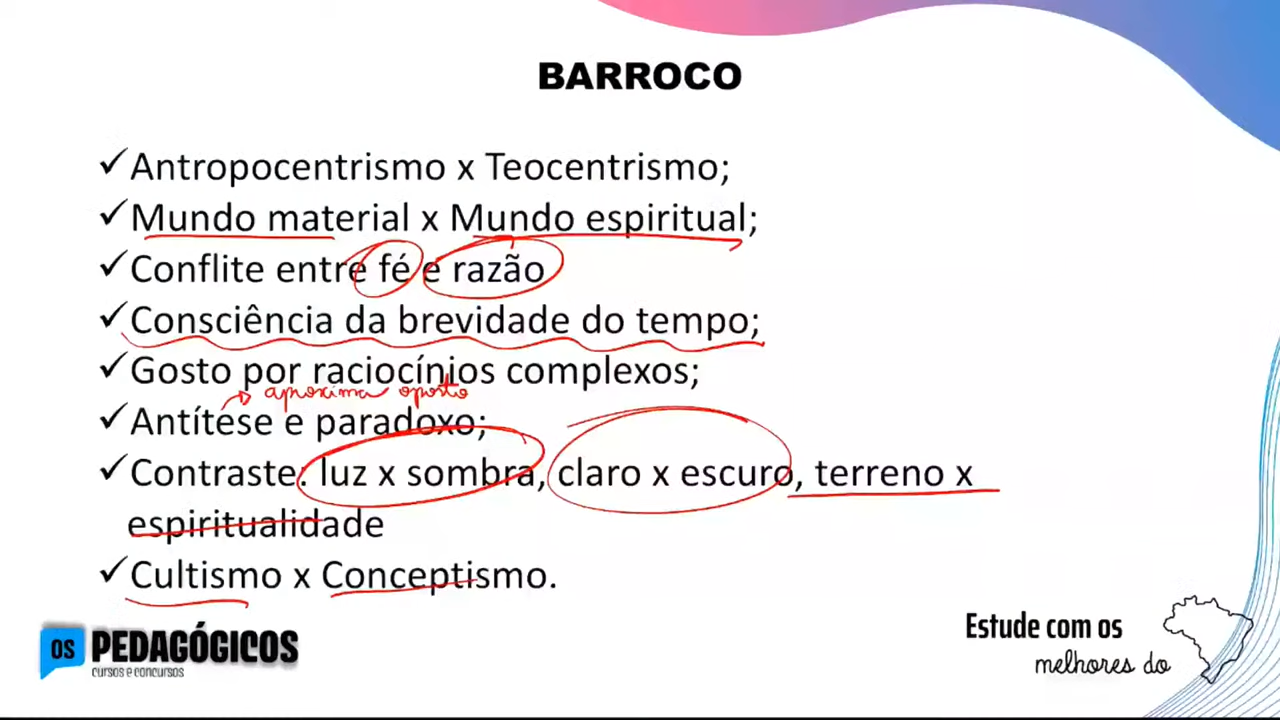 BARROCO
✓Antropocentrismo x Teocentrismo;
✓Mundo material x Mundo espiritual;
✓Conflite entre fé e razão
✓Consciência da brevidade do tempo;
✓Gosto por raciocínios complexos;
aproxima oposto
✓Antítese e paradoxo;
✓Contraste: luz x sombra, claro x escuro, terreno x
espiritualidade
✓Cultismo x Conceptismo.
OS PEDAGÓGICOS
CURSOS E CONCURSOS
Estude com os
melhores do